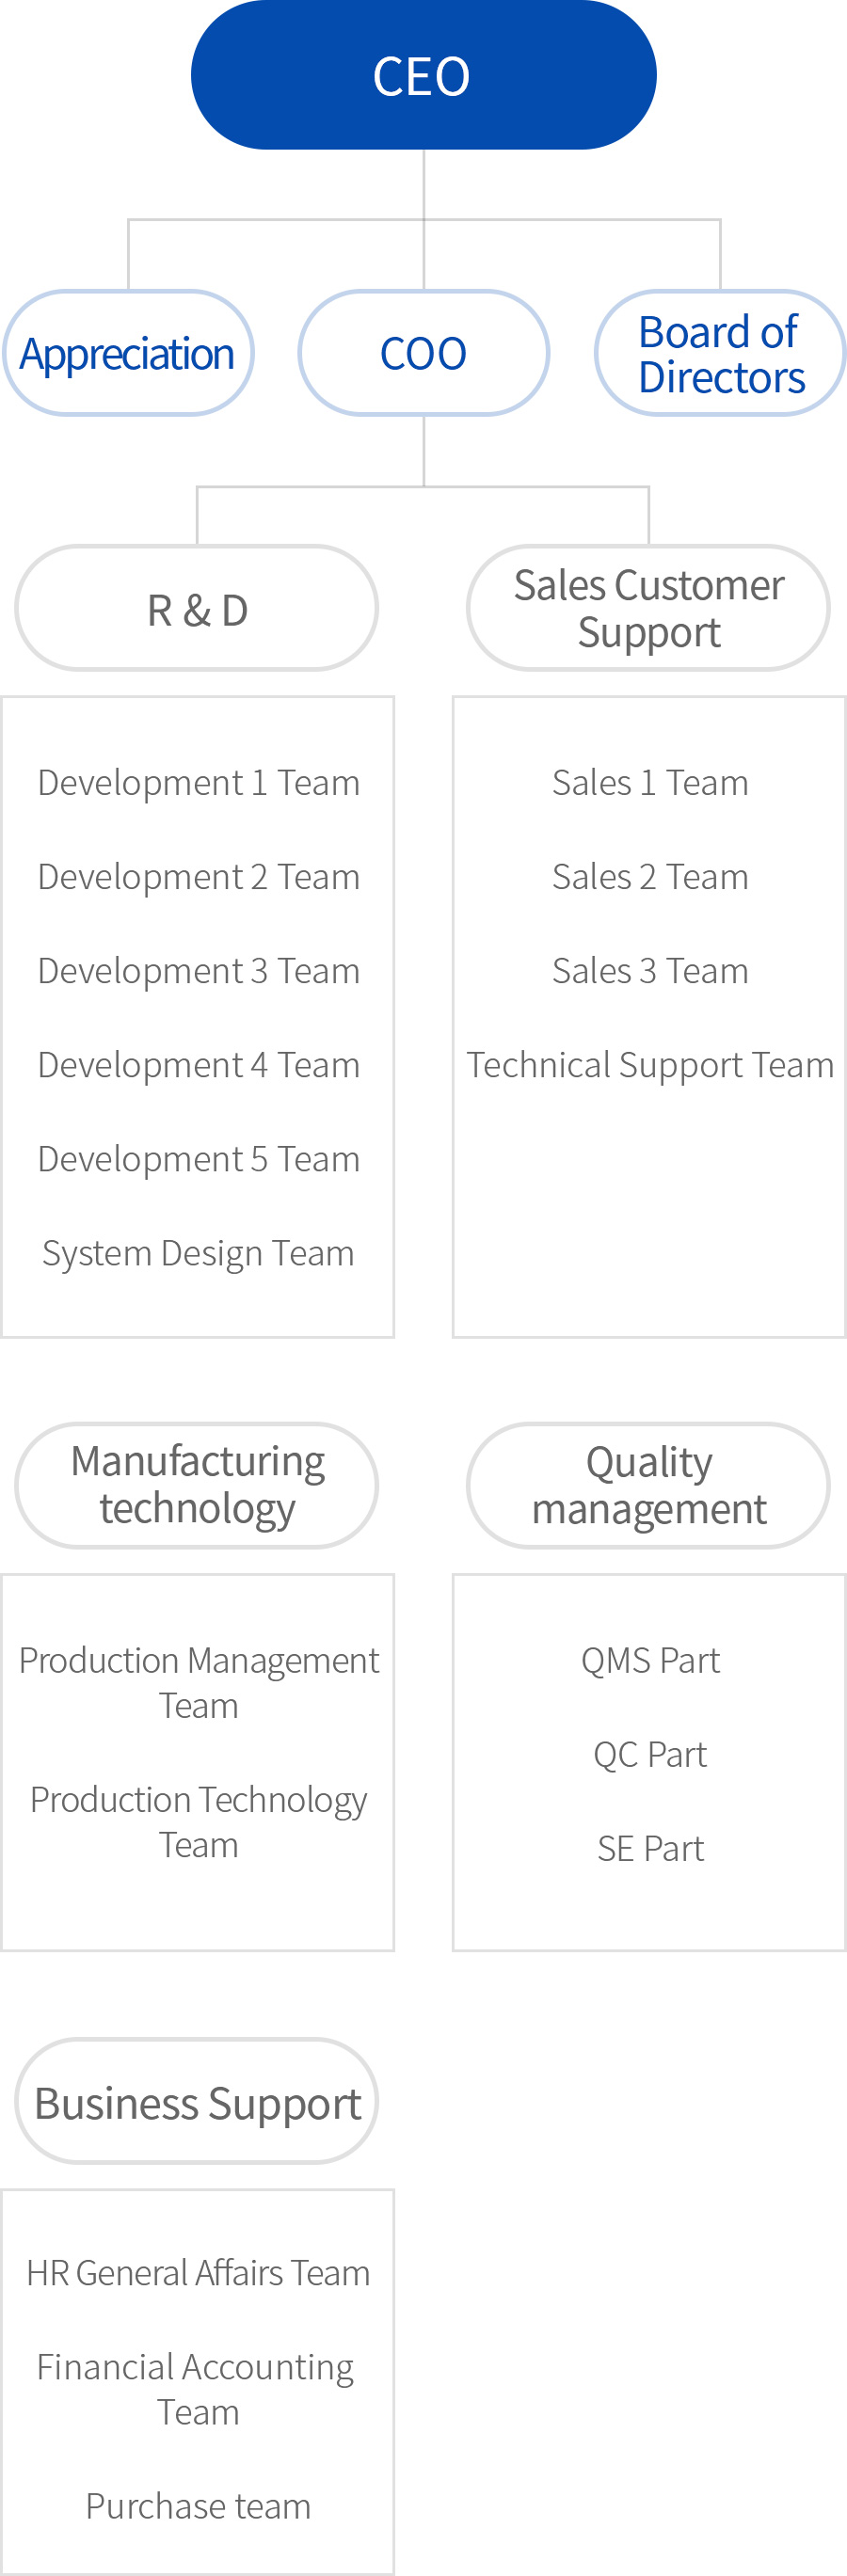 CEO
Appreciation
COO
Board of
Directors
R & D
Sales Customer
Support
Development 1 Team
Development 2 Team
Development 3 Team
Development 4 Team
Development 5 Team
System Design Team
Sales 1 Team
Sales 2 Team
Sales 3 Team
Technical Support Team
Manufacturing
technology
Quality
management
Production Management
Team
Production Technology
Team
QMS Part
QC Part
SE Part
Business Support
HR General Affairs Team
Financial Accounting
Team
Purchase team